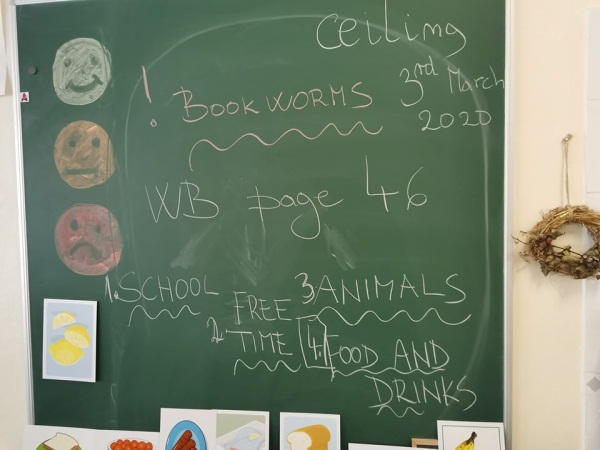 ceiling
3rd March
2020
! BOOKWORMS
WB page 46
1. SCHOOL
2. FREE
TIME
3 ANIMALS
4. FOOD AND
DRINKS